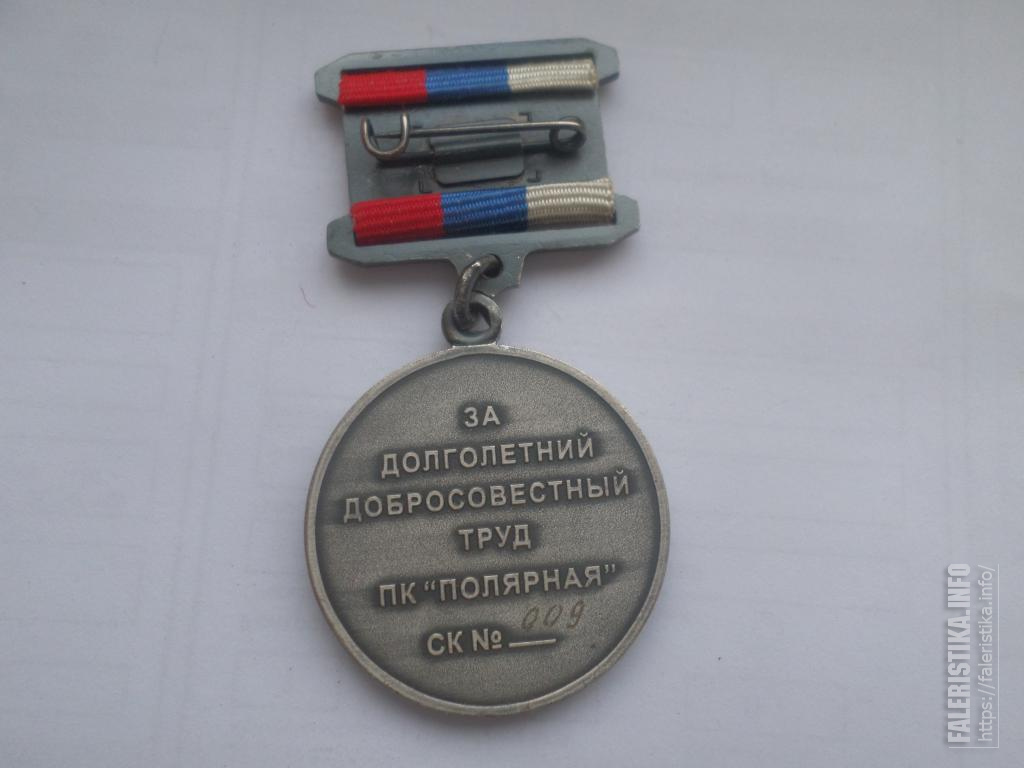 ЗА
ДОЛГОЛЕТНИЙ
ДОБРОСОВЕСТНЫЙ
ТРУД
ПК "ПОЛЯРНАЯ"
СК № 009
FALERISTIKA.INFO
https://faleristika.info/